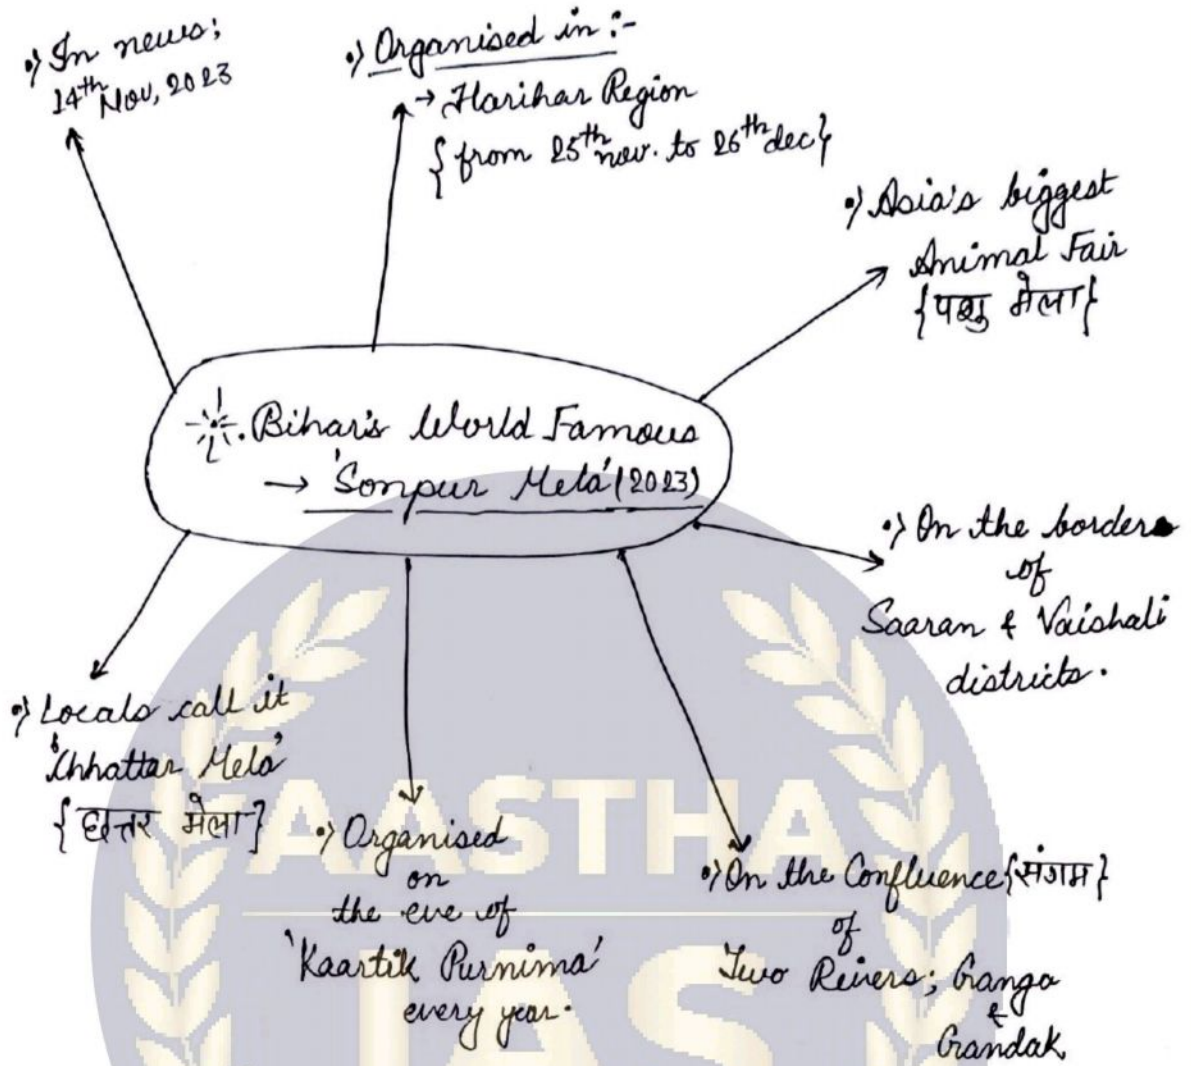 •) In news;
14th Nov, 2023
•) Organised in :-
→ Harihar Region
{from 25th nov. to 26th dec}
•) Asia's biggest
Animal Fair
{पशु मेला}
Bihar's World Famous
→ 'Sonpur Mela' (2023)
•) On the borders
of
Saaran & Vaishali
districts.
•) Locals call it
'Chhattar Mela'
{छत्तर मेला}
•) Organised
on
the eve of
'Kaartik Purnima'
every year.
•) On the Confluence {संगम}
of
Two Reivers; Ganga
&
Gandak
AASTHA
IAS